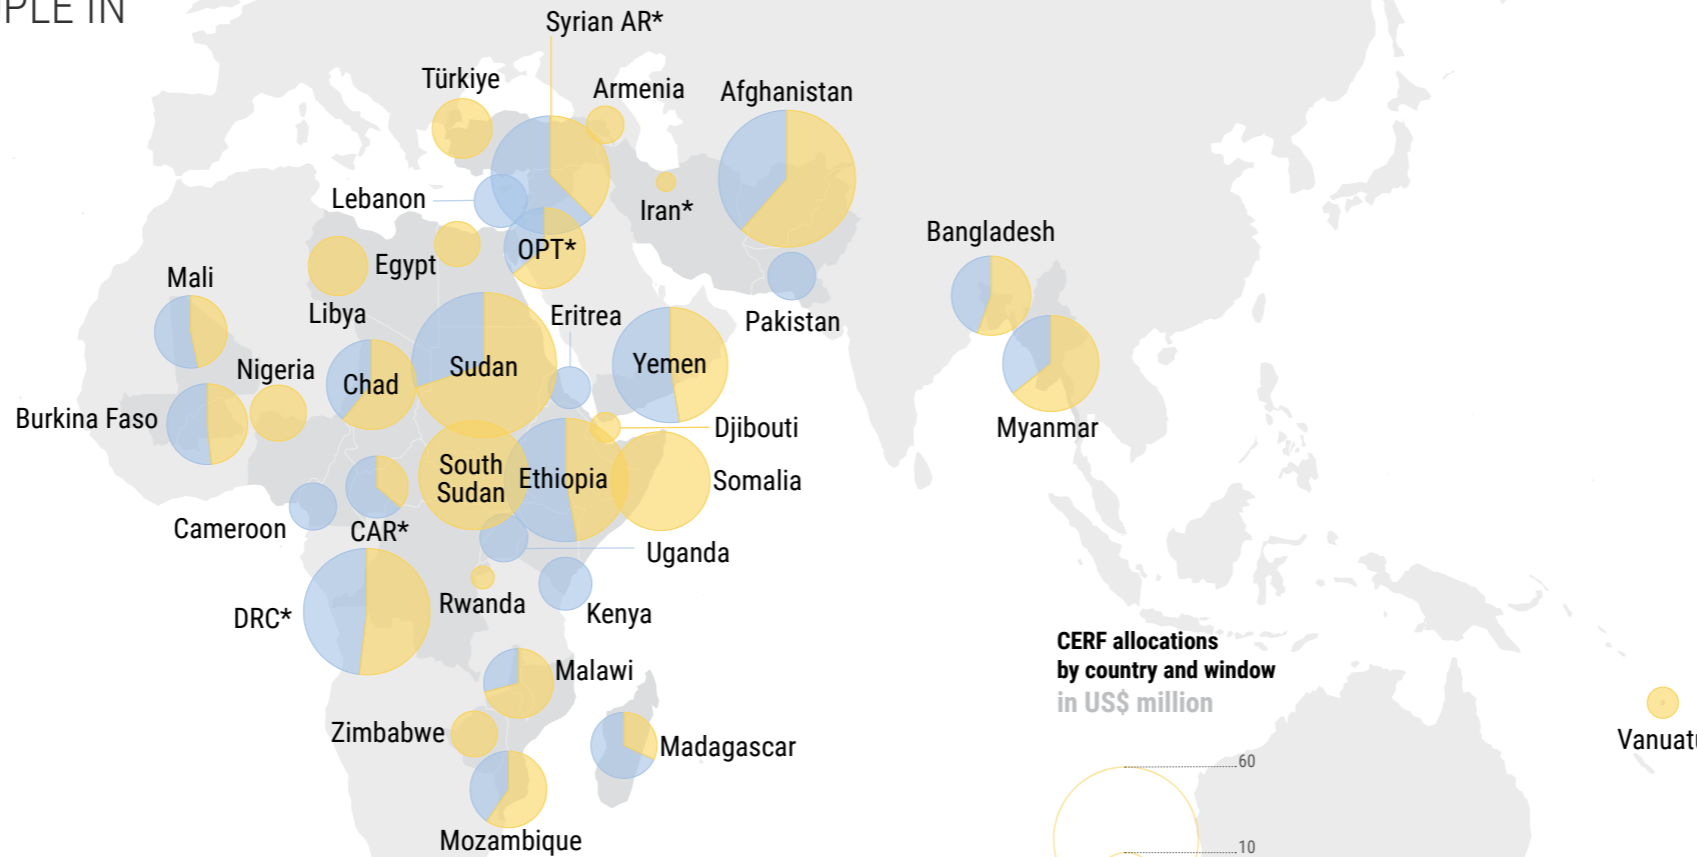 Syrian AR*
Türkiye
Armenia
Afghanistan
Lebanon
Iran*
OPT*
Egypt
Bangladesh
Mali
Libya
Eritrea
Pakistan
Nigeria
Chad
Sudan
Yemen
Burkina Faso
Djibouti
Myanmar
South
Sudan
Ethiopia
Somalia
Cameroon
CAR*
Uganda
Rwanda
Kenya
DRC*
Malawi
Zimbabwe
Madagascar
Mozambique
CERF allocations
by country and window
in US$ million
60
10